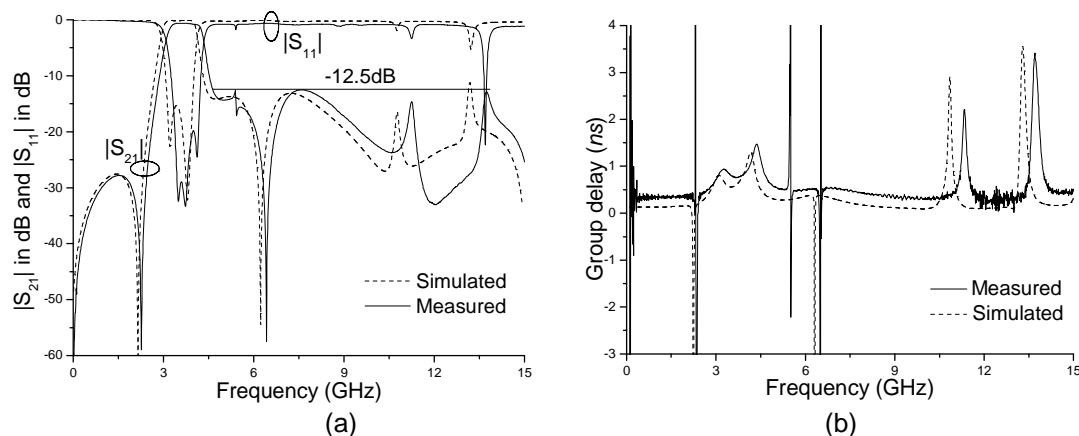 0
-10
-20
-30
-40
-50
-60
|S21| in dB and |S11| in dB
|S11|
-12.5dB
|S21|
Simulated
Measured
0 3 6 9 12 15
Frequency (GHz)
(a)
4
3
2
1
0
-1
-2
-3
Group delay (ns)
Measured
Simulated
0 3 6 9 12 15
Frequency (GHz)
(b)